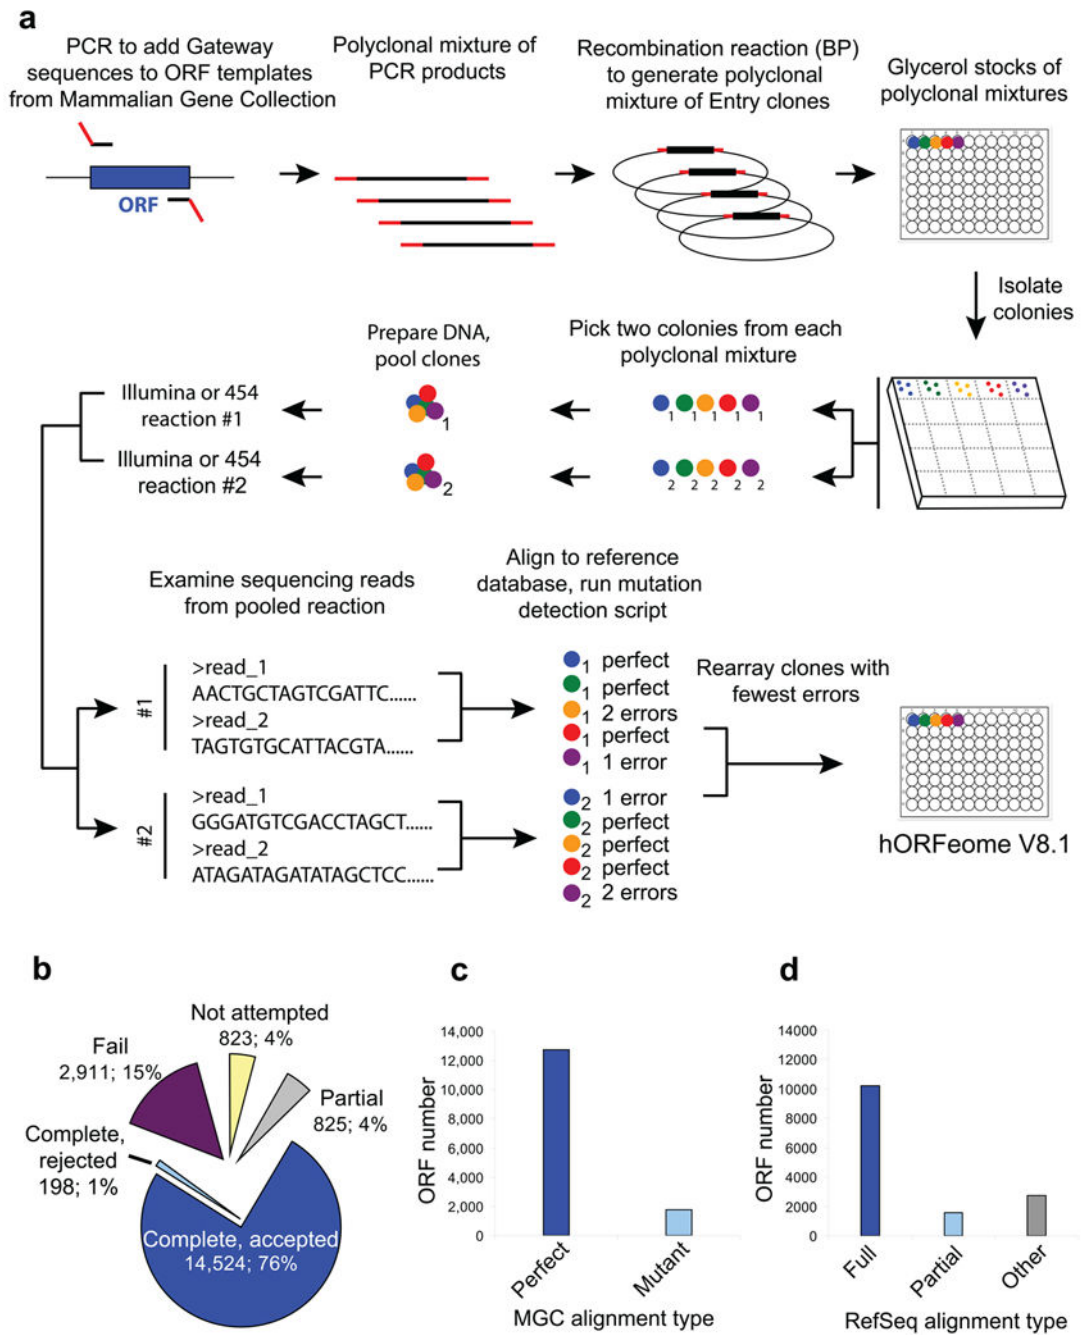 a
PCR to add Gateway
sequences to ORF templates
from Mammalian Gene Collection
Polyclonal mixture of
PCR products
Recombination reaction (BP)
to generate polyclonal
mixture of Entry clones
Glycerol stocks of
polyclonal mixtures
ORF
Isolate
colonies
Pick two colonies from each
polyclonal mixture
Prepare DNA,
pool clones
Illumina or 454
reaction #1
1
1 1 1 1 1
Illumina or 454
reaction #2
2
2 2 2 2 2
Examine sequencing reads
from pooled reaction
Align to reference
database, run mutation
detection script
#1
>read_1
AACTGCTAGTCGATTC......
>read_2
TAGTGTGCATTACGTA......
1 perfect
1 perfect
1 2 errors
1 perfect
1 1 error
Rearray clones with
fewest errors
#2
>read_1
GGGATGTCGACCTAGCT......
>read_2
ATAGATAGATATAGCTCC......
2 1 error
2 perfect
2 perfect
2 perfect
2 2 errors
hORFeome V8.1
b
Not attempted
823; 4%
Fail
2,911; 15%
Partial
825; 4%
Complete,
rejected
198; 1%
Complete, accepted
14,524; 76%
c
ORF number
14,000
12,000
10,000
8,000
6,000
4,000
2,000
0
Perfect
Mutant
MGC alignment type
d
ORF number
14000
12000
10000
8000
6000
4000
2000
0
Full
Partial
Other
RefSeq alignment type